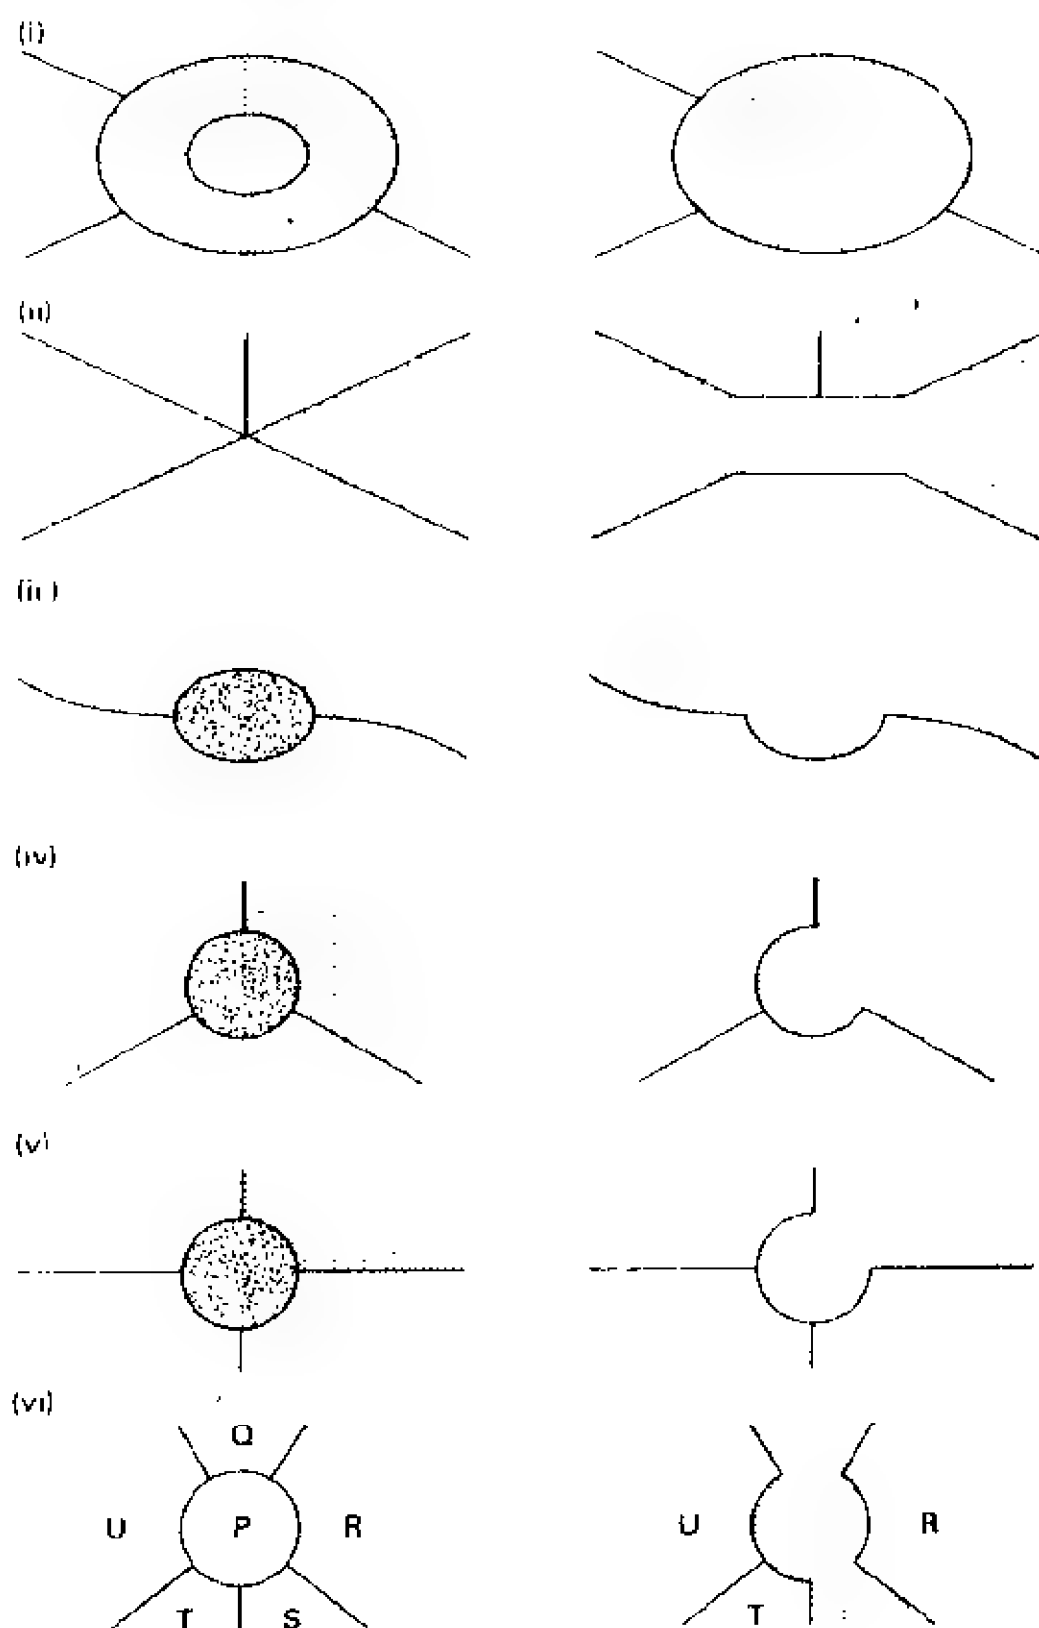 (i)
(ii)
(iii)
(iv)
(v)
(vi)
Q
U P R U R
T S T